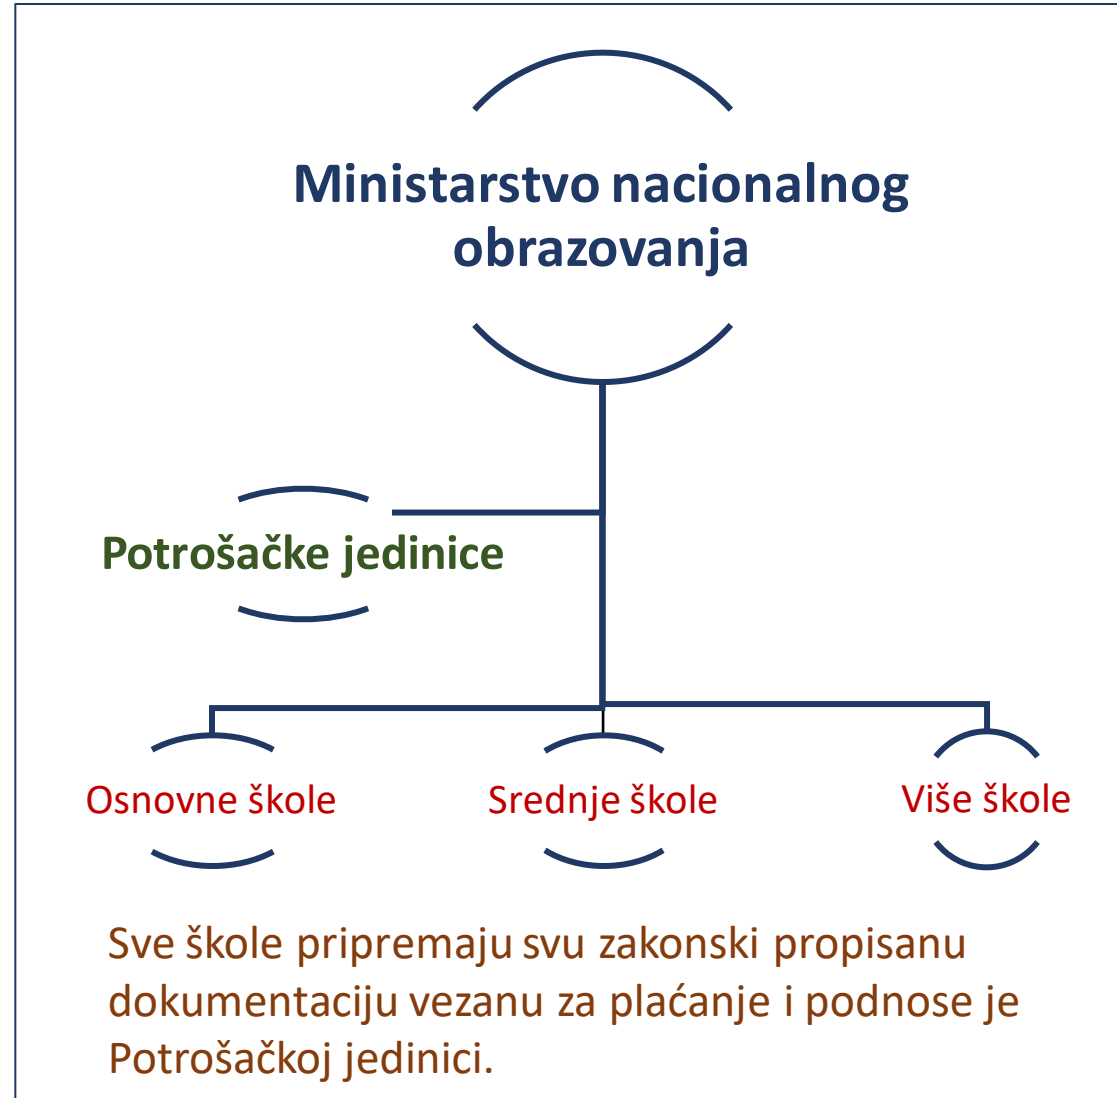 Ministarstvo nacionalnog
obrazovanja
Potrošačke jedinice
Osnovne škole
Srednje škole
Više škole
Sve škole pripremaju svu zakonski propisanu
dokumentaciju vezanu za plaćanje i podnose je
Potrošačkoj jedinici.